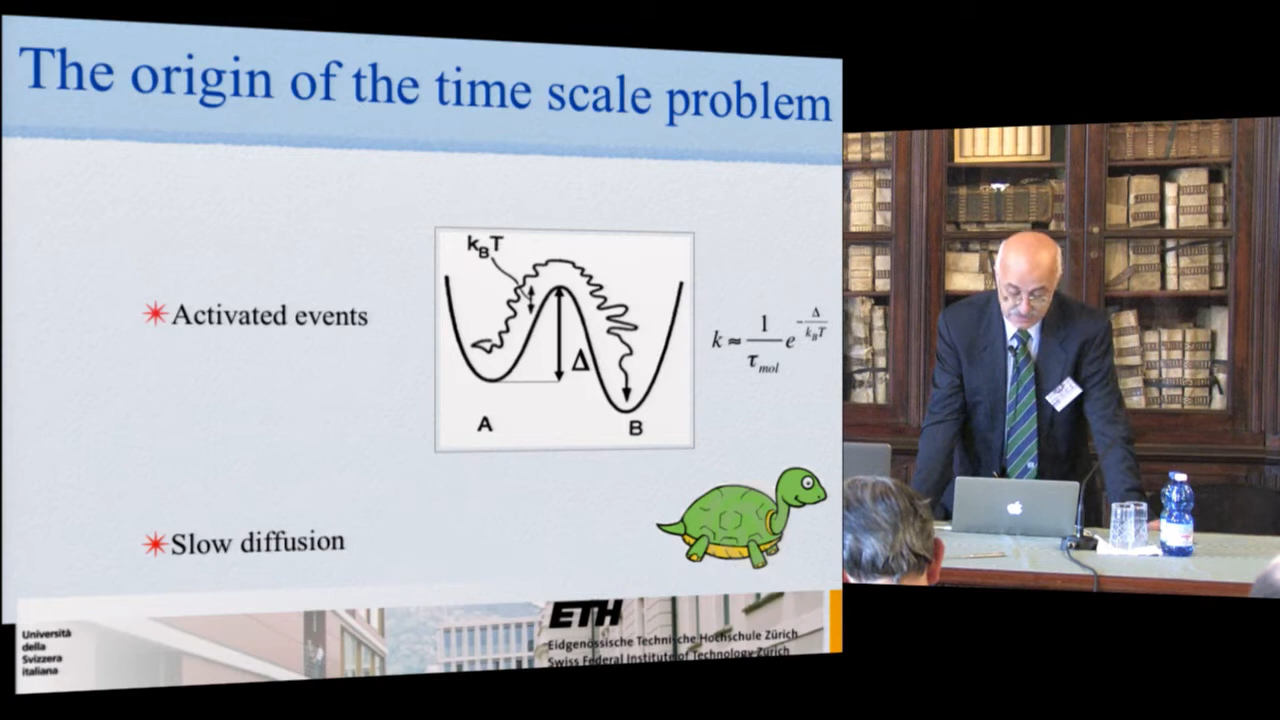 The origin of the time scale problem
k_BT
Activated events
Δ
k ≈ 1/τ_mol e^(-Δ/k_BT)
A
B
Slow diffusion
Università
della
Svizzera
italiana
ETH
Eidgenössische Technische Hochschule Zürich
Swiss Federal Institute of Technology Zurich